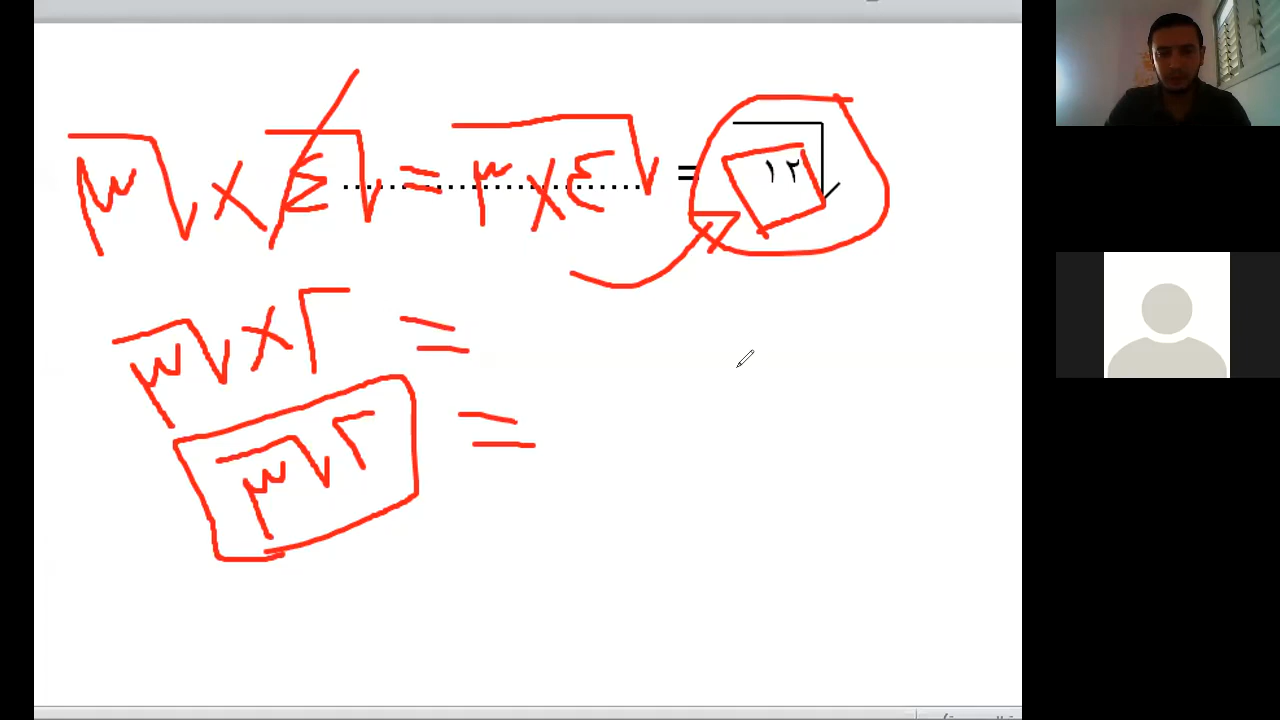 √١٢ = √٤×٣ = √٤ × √٣
= ٢ × √٣
= ٢√٣